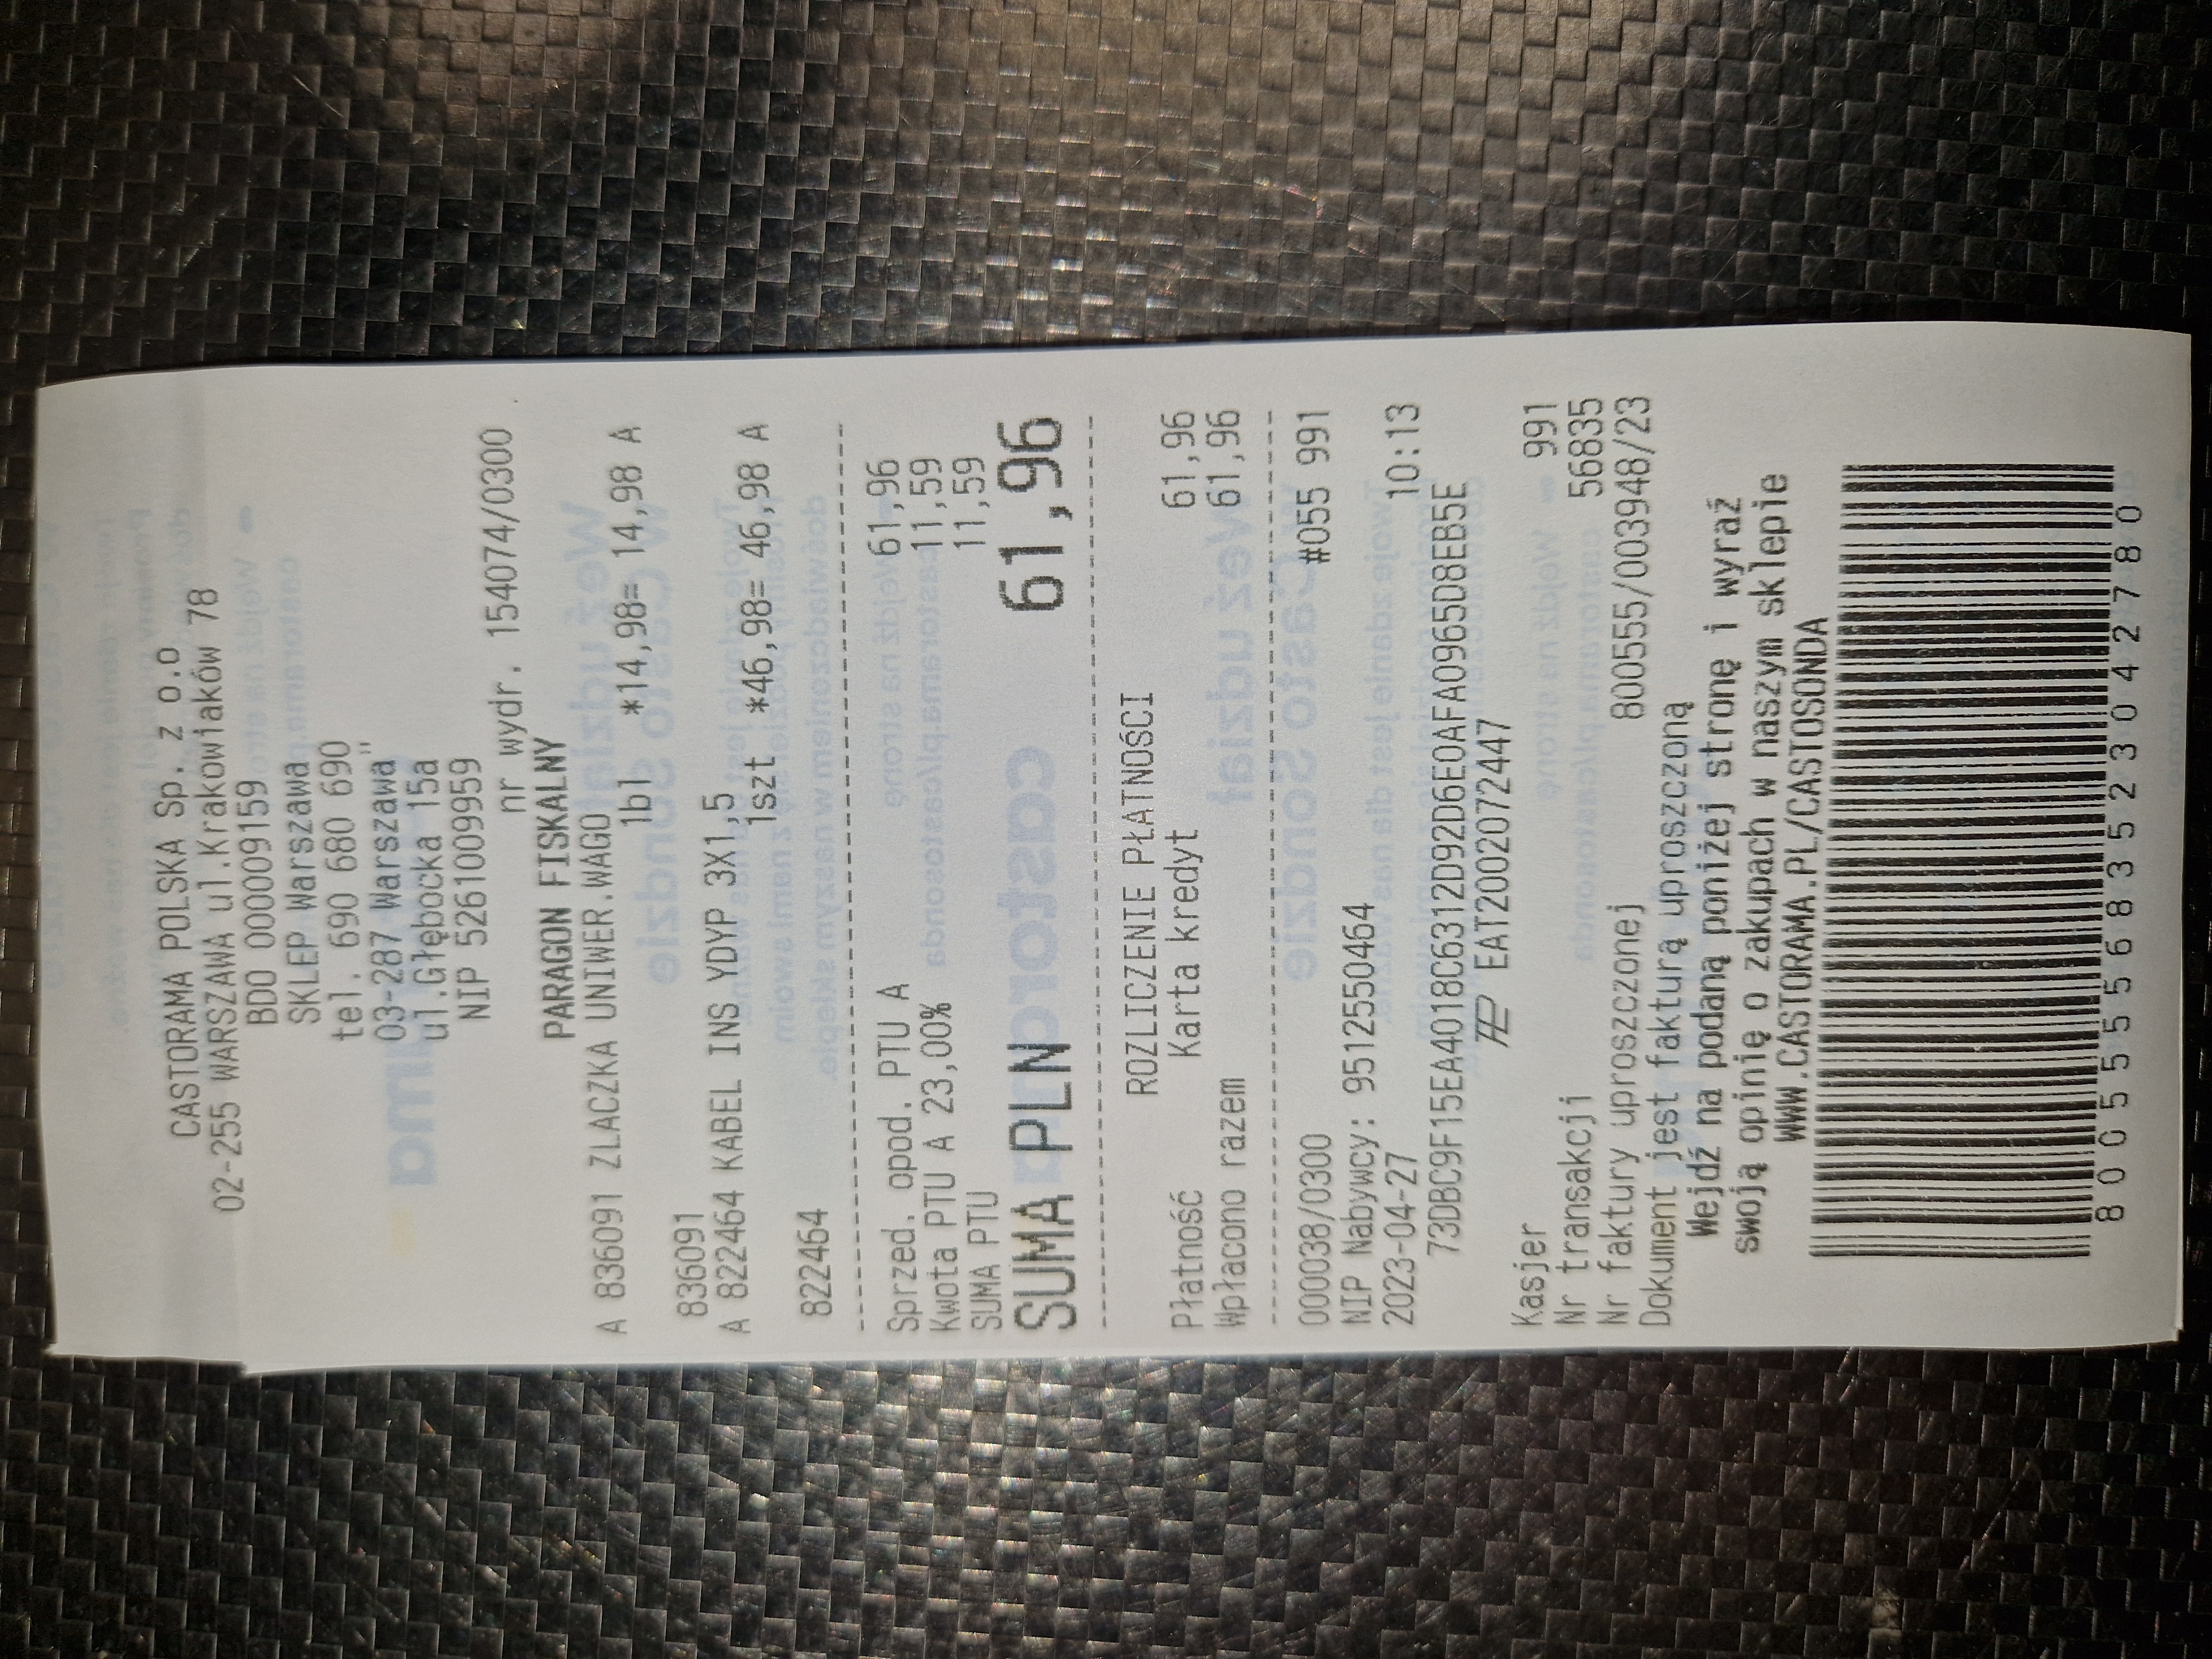 CASTORAMA POLSKA Sp. z o.o
02-255 WARSZAWA ul.Krakowiaków 78
BDO 000009159
SKLEP Warszawa
tel. 690 680 690
03-287 Warszawa"
ul.Głębocka 15a
NIP 5261009959
nr wydr. 154074/0300
PARAGON FISKALNY
A 836091 ZLACZKA UNIWER.WAGO
1bl *14,98= 14,98 A
836091
A 822464 KABEL INS YDYP 3X1,5
1szt *46,98= 46,98 A
822464
Sprzed. opod. PTU A 61,96
Kwota PTU A 23,00% 11,59
SUMA PTU 11,59
SUMA PLN 61,96
ROZLICZENIE PŁATNOŚCI
Płatność Karta kredyt 61,96
Wpłacono razem 61,96
000038/0300 #055 991
NIP Nabywcy: 9512550464
2023-04-27 10:13
73DBC9F15EA4018C6312D92D6E0AFA0965D8EB5E
EAT2002072447
Kasjer 991
Nr transakcji 56835
Nr faktury uproszczonej 800555/003948/23
Dokument jest fakturą uproszczoną
Wejdź na podaną poniżej stronę i wyraź
swoją opinię o zakupach w naszym sklepie
WWW.CASTORAMA.PL/CASTOSONDA
8005555683523042780